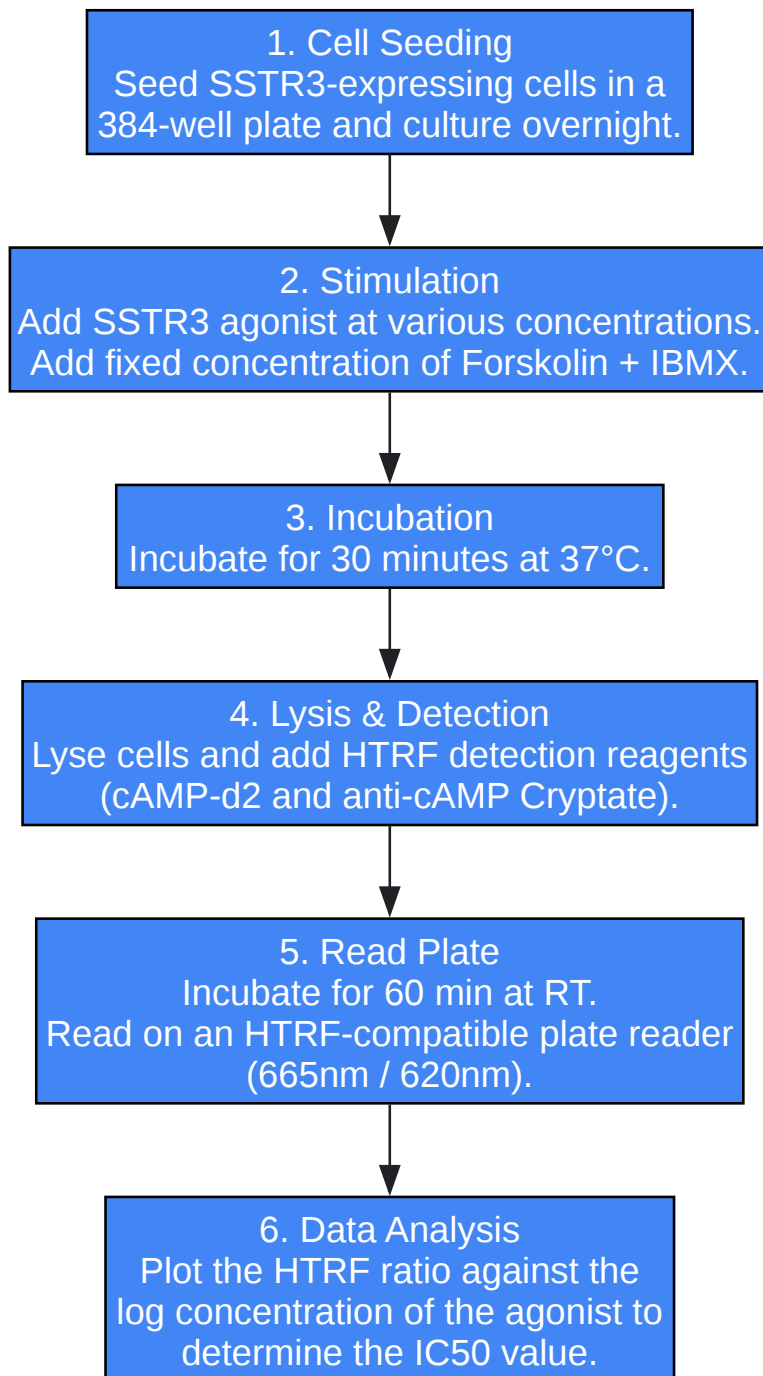 1. Cell Seeding
Seed SSTR3-expressing cells in a
384-well plate and culture overnight.
2. Stimulation
Add SSTR3 agonist at various concentrations.
Add fixed concentration of Forskolin + IBMX.
3. Incubation
Incubate for 30 minutes at 37°C.
4. Lysis & Detection
Lyse cells and add HTRF detection reagents
(cAMP-d2 and anti-cAMP Cryptate).
5. Read Plate
Incubate for 60 min at RT.
Read on an HTRF-compatible plate reader
(665nm / 620nm).
6. Data Analysis
Plot the HTRF ratio against the
log concentration of the agonist to
determine the IC50 value.